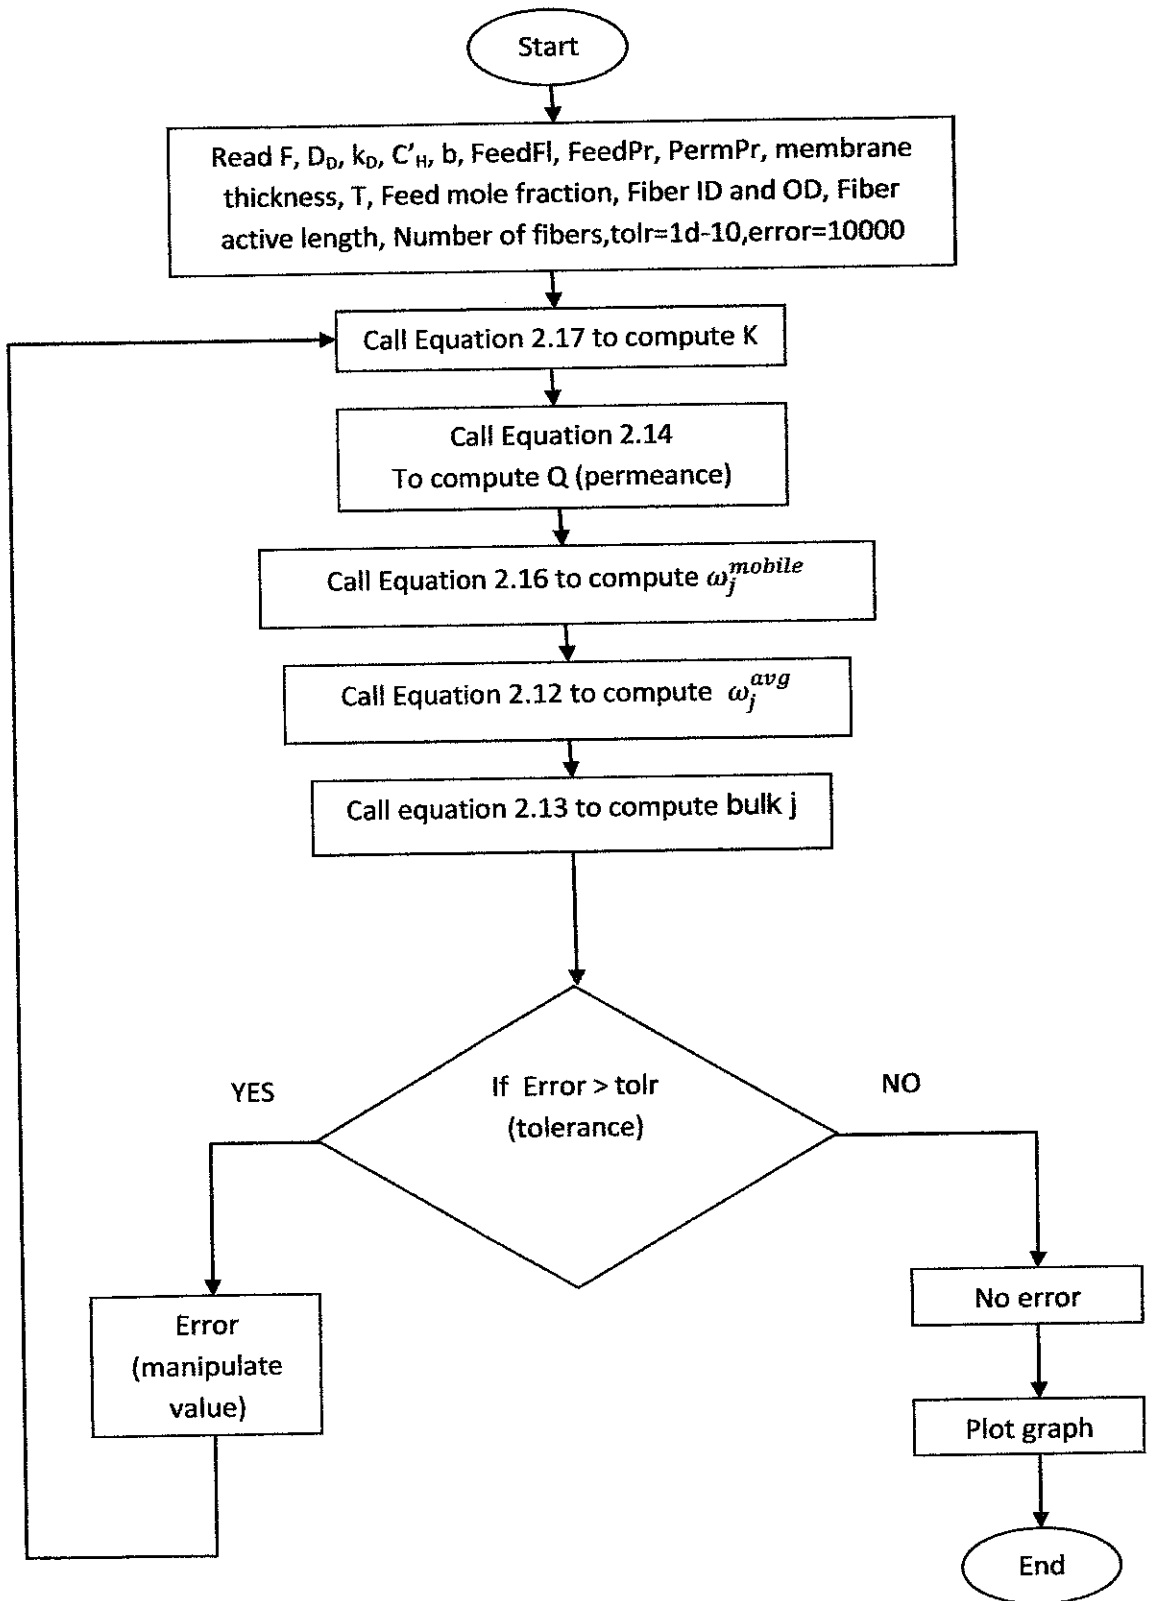 Start
Read F, D_D, k_D, C'_H, b, FeedFl, FeedPr, PermPr, membrane
thickness, T, Feed mole fraction, Fiber ID and OD, Fiber
active length, Number of fibers,tolr=1d-10,error=10000
Call Equation 2.17 to compute K
Call Equation 2.14
To compute Q (permeance)
Call Equation 2.16 to compute ω_j^mobile
Call Equation 2.12 to compute ω_j^avg
Call equation 2.13 to compute bulk j
If Error > tolr
(tolerance)
YES
NO
Error
(manipulate
value)
No error
Plot graph
End